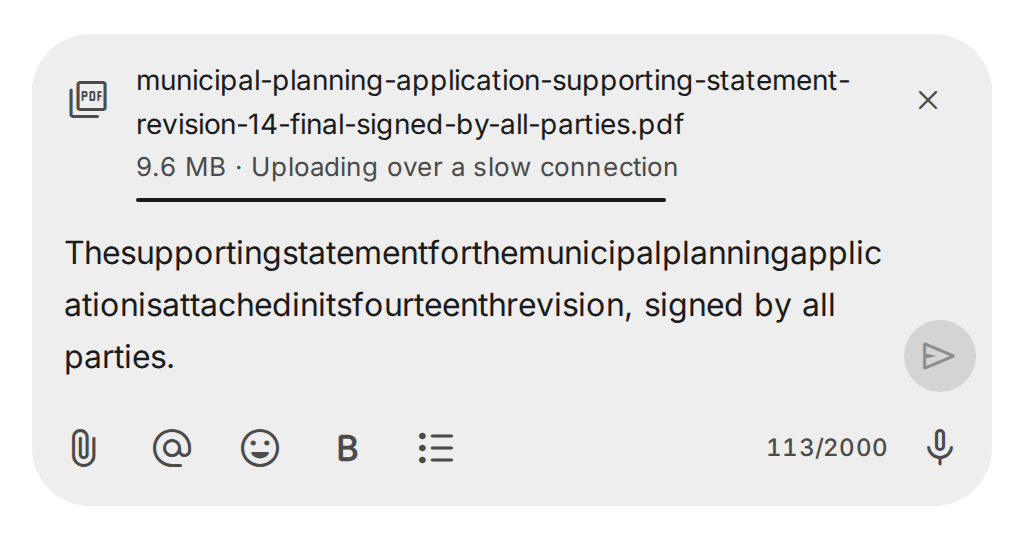 PDF
municipal-planning-application-supporting-statement-
revision-14-final-signed-by-all-parties.pdf
9.6 MB · Uploading over a slow connection
Thesupportingstatementforthemunicipalplanningapplic
ationisattachedinitsfourteenthrevision, signed by all
parties.
B
113/2000